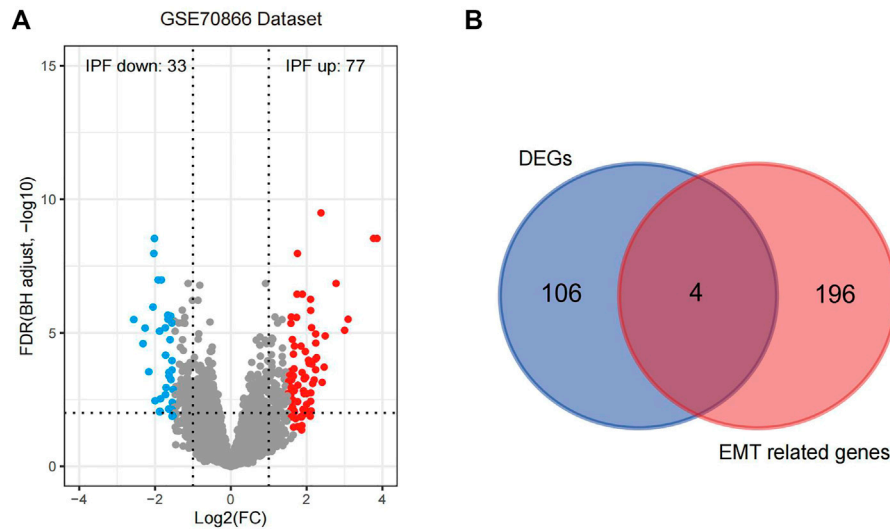 A
GSE70866 Dataset
IPF down: 33
IPF up: 77
FDR(BH adjust, −log10)
15
10
5
0
−4
−2
0
2
4
Log2(FC)
B
DEGs
106
4
196
EMT related genes